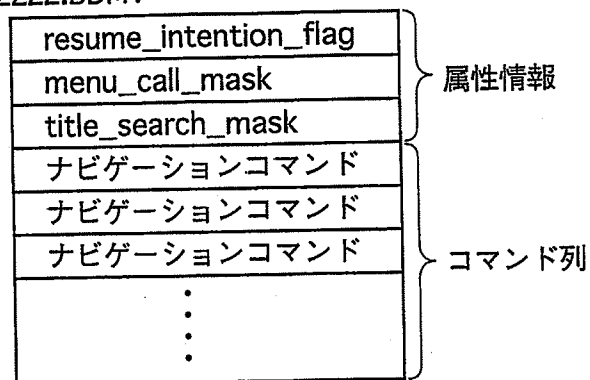 resume_intention_flag
menu_call_mask
title_search_mask
属性情報
ナビゲーションコマンド
ナビゲーションコマンド
ナビゲーションコマンド
コマンド列